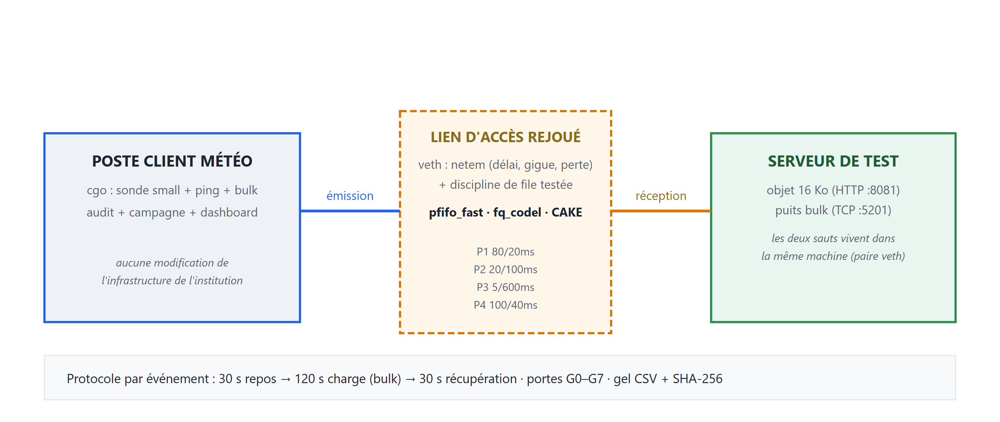 POSTE CLIENT MÉTÉO
cgo : sonde small + ping + bulk
audit + campagne + dashboard
aucune modification de
l'infrastructure de l'institution
émission
LIEN D'ACCÈS REJOUÉ
veth : netem (délai, gigue, perte)
+ discipline de file testée
pfifo_fast · fq_codel · CAKE
P1 80/20ms
P2 20/100ms
P3 5/600ms
P4 100/40ms
réception
SERVEUR DE TEST
objet 16 Ko (HTTP :8081)
puits bulk (TCP :5201)
les deux sauts vivent dans
la même machine (paire veth)
Protocole par événement : 30 s repos → 120 s charge (bulk) → 30 s récupération · portes G0–G7 · gel CSV + SHA-256